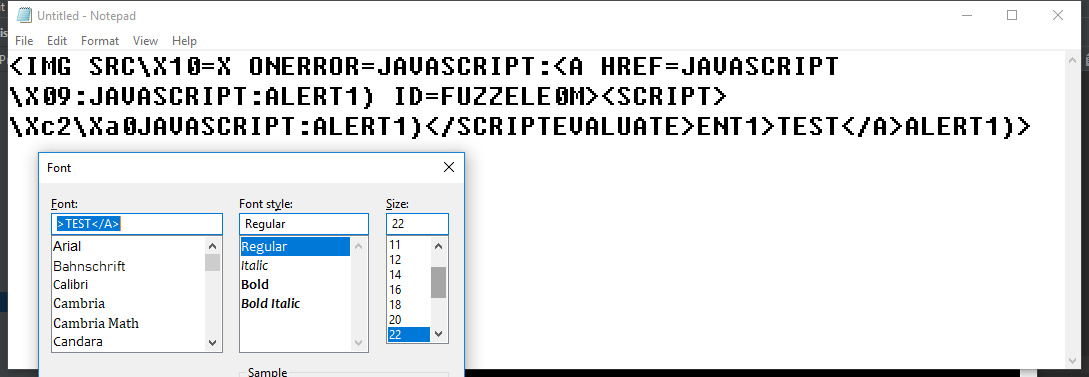 Untitled - Notepad
File Edit Format View Help
<IMG SRC\X10=X ONERROR=JAVASCRIPT:<A HREF=JAVASCRIPT
\X09:JAVASCRIPT:ALERT1) ID=FUZZELE0M><SCRIPT>
\Xc2\Xa0JAVASCRIPT:ALERT1)</SCRIPTEVALUATE>ENT1>TEST</A>ALERT1)>
Font
Font: Font style: Size:
>TEST</A> Regular 22
Arial Regular 11
Bahnschrift Italic 12
Calibri Bold 14
Cambria Bold Italic 16
Cambria Math 18
Candara 20
22
Sample